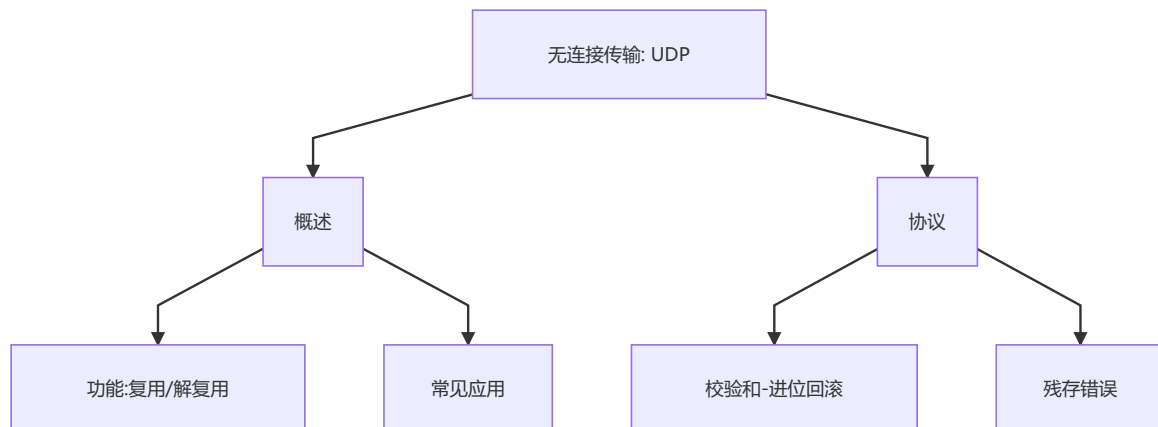 无连接传输: UDP
概述
协议
功能:复用/解复用
常见应用
校验和-进位回滚
残存错误